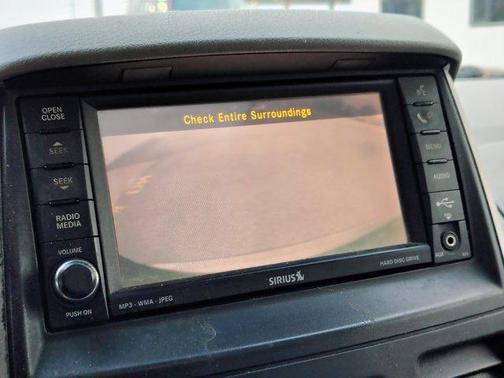 OPEN
CLOSE
SEEK
SEEK
RADIO
MEDIA
VOLUME
PUSH ON
Check Entire Surroundings
SIRIUS
MP3 - WMA - JPEG
HARD DISC DRIVE
MENU
AUDIO
AUX